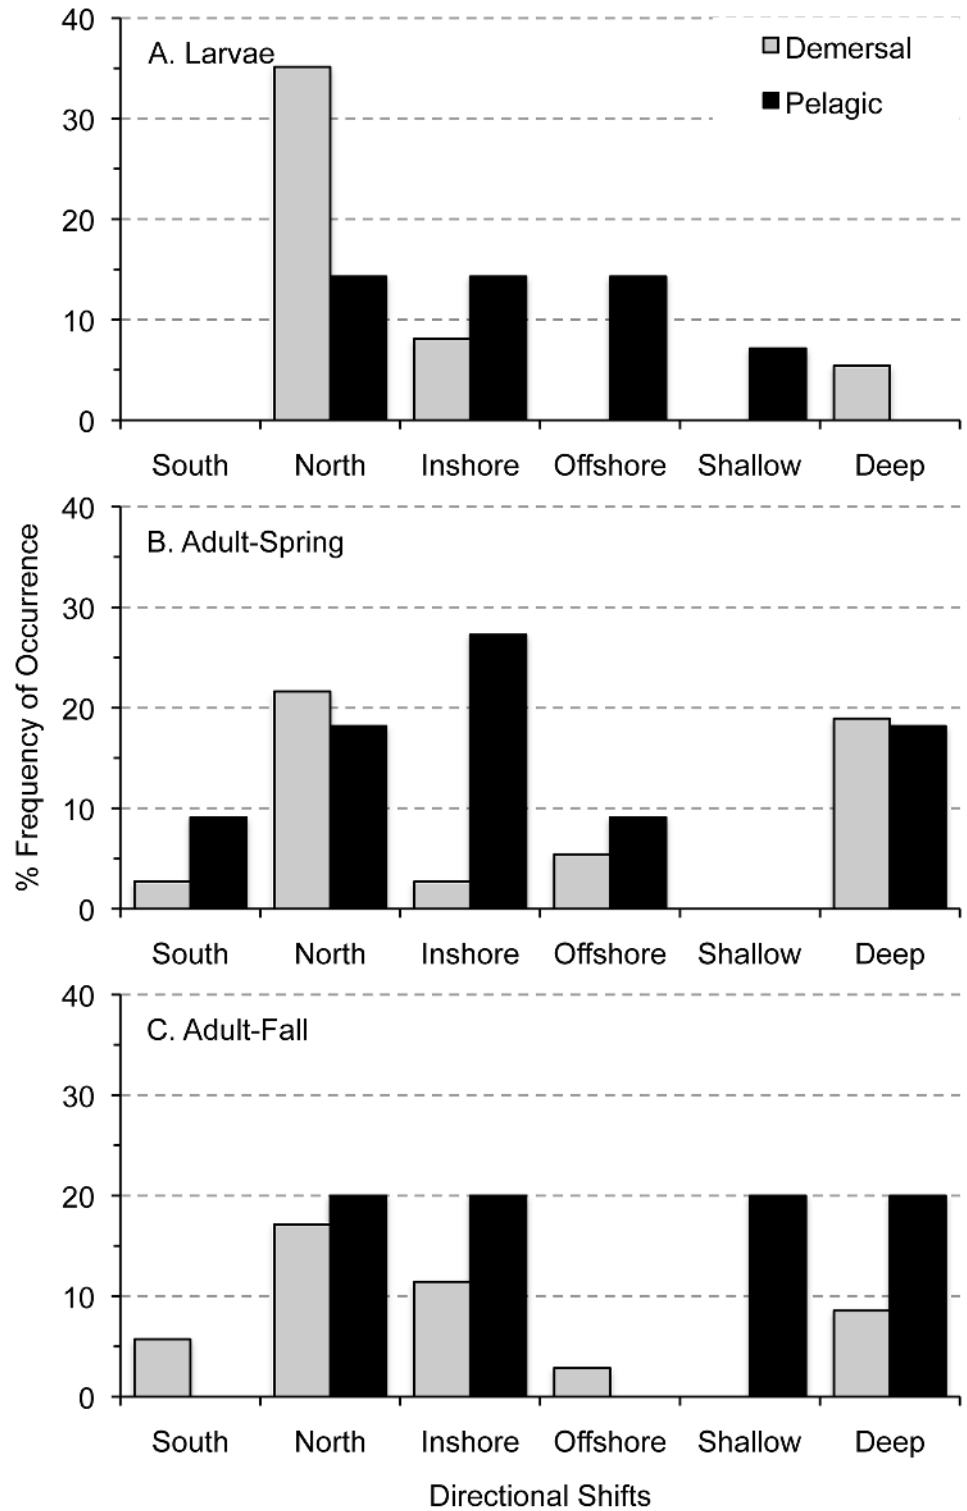 A. Larvae
Demersal
Pelagic
40
30
20
10
0
South North Inshore Offshore Shallow Deep
% Frequency of Occurrence
B. Adult-Spring
40
30
20
10
0
South North Inshore Offshore Shallow Deep
C. Adult-Fall
40
30
20
10
0
South North Inshore Offshore Shallow Deep
Directional Shifts